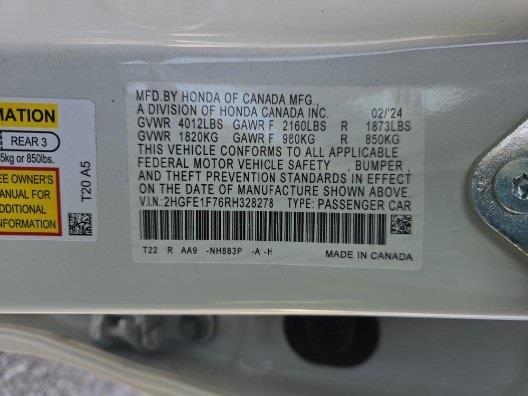 MFD.BY HONDA OF CANADA MFG.,
A DIVISION OF HONDA CANADA INC. 02/'24
GVWR 4012LBS GAWR F 2160LBS R 1873LBS
GVWR 1820KG GAWR F 980KG R 850KG
THIS VEHICLE CONFORMS TO ALL APPLICABLE
FEDERAL MOTOR VEHICLE SAFETY , BUMPER ,
AND THEFT PREVENTION STANDARDS IN EFFECT
ON THE DATE OF MANUFACTURE SHOWN ABOVE.
V.I.N.:2HGFE1F76RH328278 TYPE: PASSENGER CAR
T22 R AA9 -NH883P -A -H MADE IN CANADA
MATION
REAR 3
5kg or 850lbs.
EE OWNER'S
ANUAL FOR
DDITIONAL
ORMATION
T20 A5